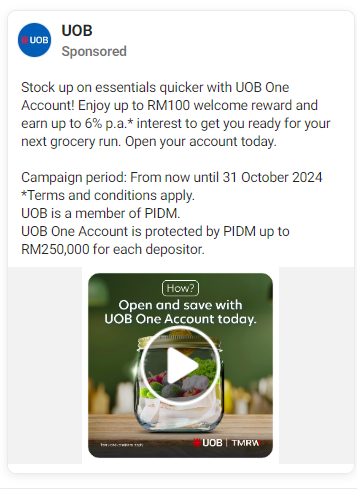 UOB
UOB
Sponsored
Stock up on essentials quicker with UOB One
Account! Enjoy up to RM100 welcome reward and
earn up to 6% p.a.* interest to get you ready for your
next grocery run. Open your account today.
Campaign period: From now until 31 October 2024
*Terms and conditions apply.
UOB is a member of PIDM.
UOB One Account is protected by PIDM up to
RM250,000 for each depositor.
How?
Open and save with
UOB One Account today.
UOB | TMRW